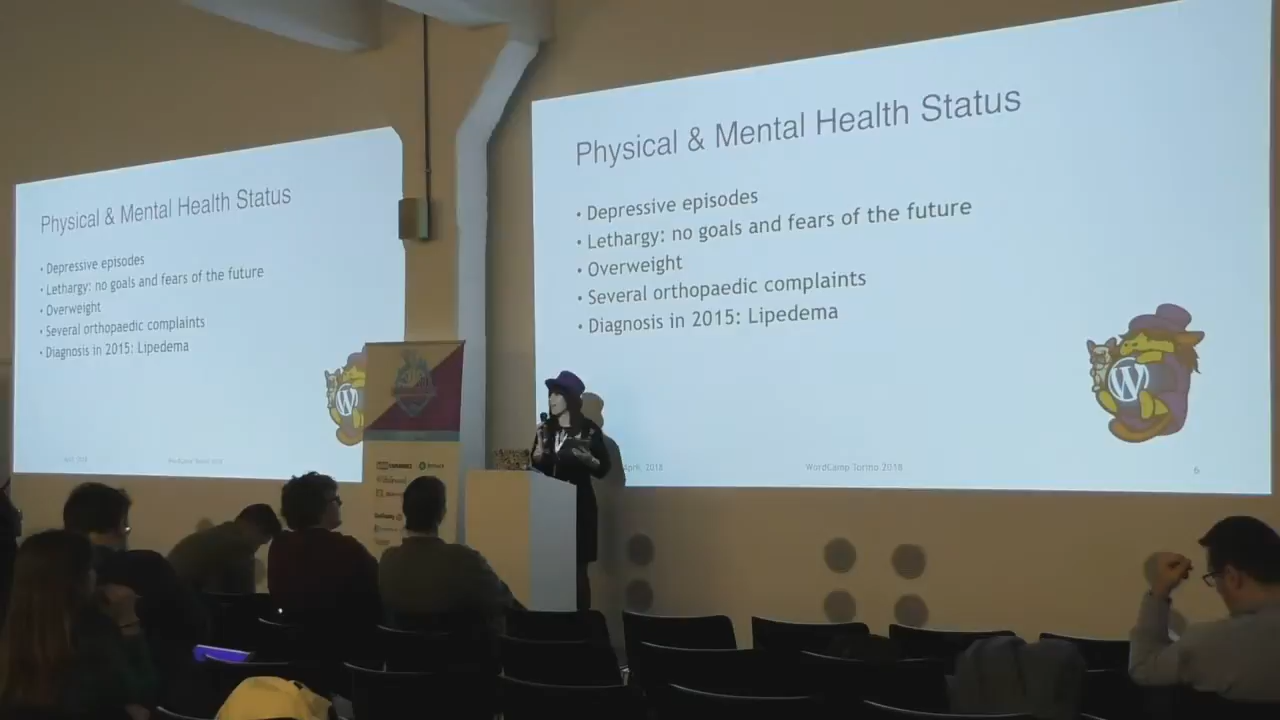 Physical & Mental Health Status
• Depressive episodes
• Lethargy: no goals and fears of the future
• Overweight
• Several orthopaedic complaints
• Diagnosis in 2015: Lipedema
W
Physical & Mental Health Status
• Depressive episodes
• Lethargy: no goals and fears of the future
• Overweight
• Several orthopaedic complaints
• Diagnosis in 2015: Lipedema
W
April, 2018
WordCamp Torino 2018
6